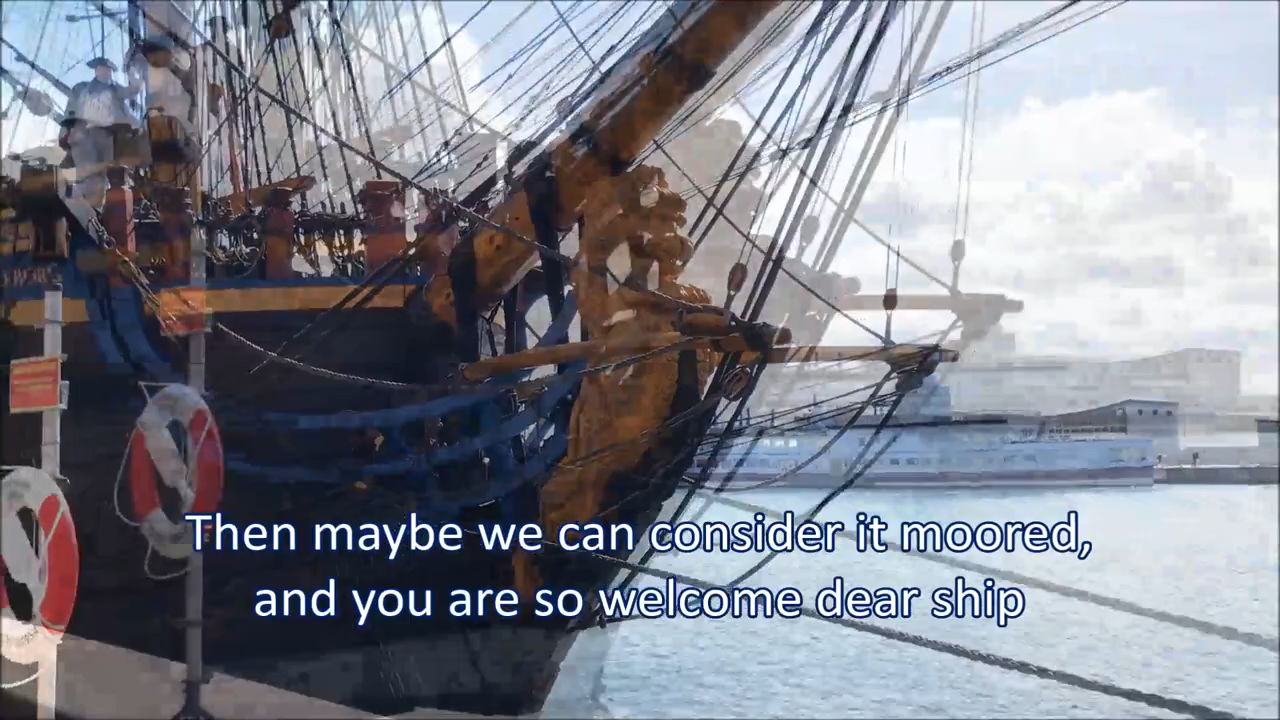 Then maybe we can consider it moored,
and you are so welcome dear ship